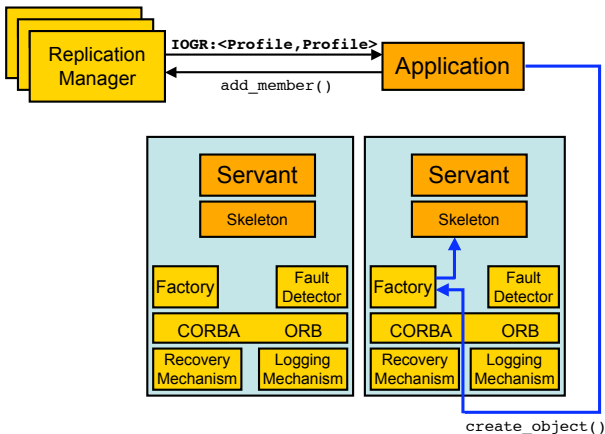 Replication
Manager
IOGR:<Profile,Profile>
add_member()
Application
Servant
Skeleton
Factory
Fault
Detector
CORBA ORB
Recovery
Mechanism
Logging
Mechanism
Servant
Skeleton
Factory
Fault
Detector
CORBA ORB
Recovery
Mechanism
Logging
Mechanism
create_object()